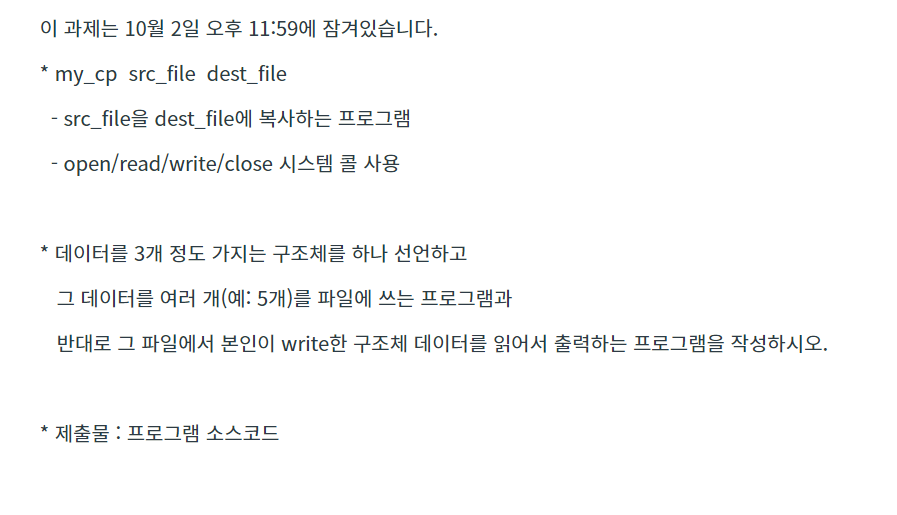 이 과제는 10월 2일 오후 11:59에 잠겨있습니다.
* my_cp src_file dest_file
- src_file을 dest_file에 복사하는 프로그램
- open/read/write/close 시스템 콜 사용
* 데이터를 3개 정도 가지는 구조체를 하나 선언하고
그 데이터를 여러 개(예: 5개)를 파일에 쓰는 프로그램과
반대로 그 파일에서 본인이 write한 구조체 데이터를 읽어서 출력하는 프로그램을 작성하시오.
* 제출물 : 프로그램 소스코드